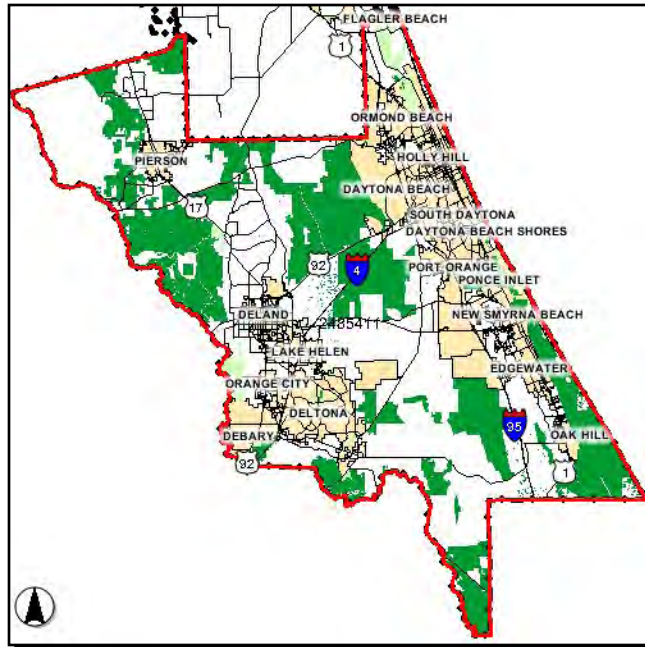 FLAGLER BEACH
1
ORMOND BEACH
HOLLY HILL
PIERSON
DAYTONA BEACH
17
SOUTH DAYTONA
DAYTONA BEACH SHORES
92
4
PORT ORANGE
PONCE INLET
DELAND
2485411
NEW SMYRNA BEACH
LAKE HELEN
EDGEWATER
ORANGE CITY
DELTONA
95
DEBARY
OAK HILL
92
1